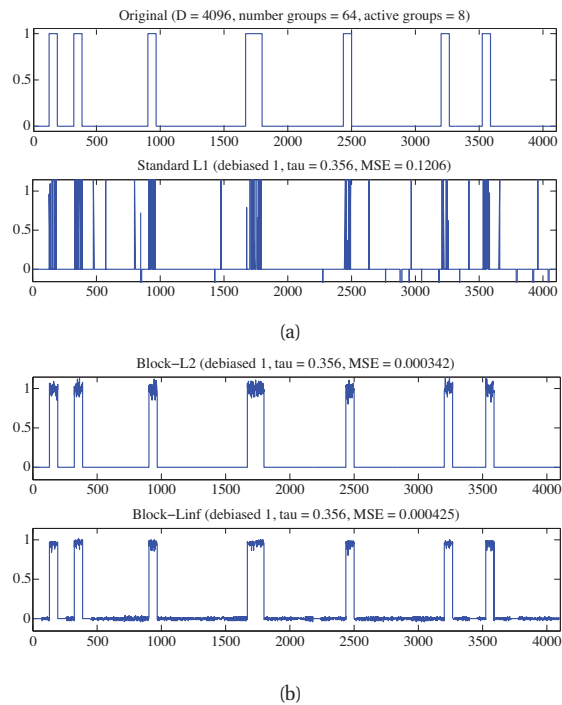 Original (D = 4096, number groups = 64, active groups = 8)
1
0.5
0
0 500 1000 1500 2000 2500 3000 3500 4000
Standard L1 (debiased 1, tau = 0.356, MSE = 0.1206)
1
0.5
0
0 500 1000 1500 2000 2500 3000 3500 4000
(a)
Block−L2 (debiased 1, tau = 0.356, MSE = 0.000342)
1
0.5
0
0 500 1000 1500 2000 2500 3000 3500 4000
Block−Linf (debiased 1, tau = 0.356, MSE = 0.000425)
1
0.5
0
0 500 1000 1500 2000 2500 3000 3500 4000
(b)